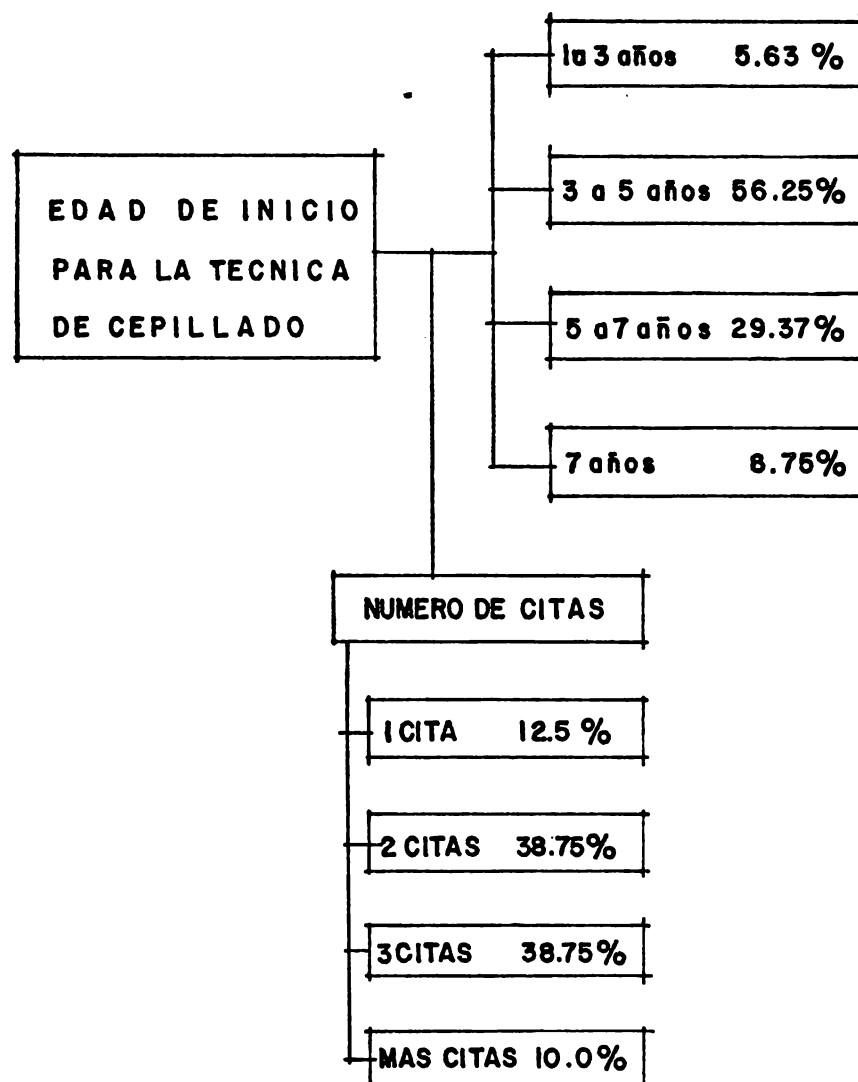 1a 3 años 5.63 %
EDAD DE INICIO
PARA LA TECNICA
DE CEPILLADO
3 a 5 años 56.25%
5 a 7 años 29.37%
7 años 8.75%
NUMERO DE CITAS
1 CITA 12.5 %
2 CITAS 38.75%
3 CITAS 38.75%
MAS CITAS 10.0%